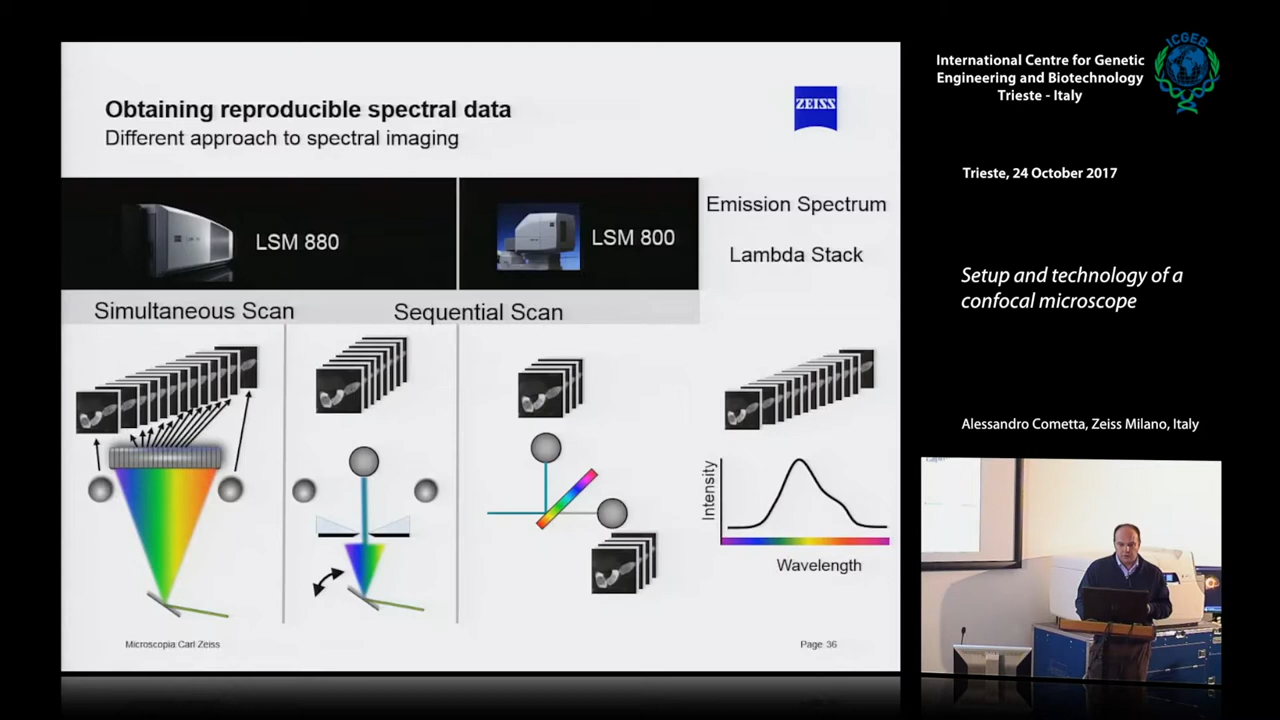 Obtaining reproducible spectral data
Different approach to spectral imaging
ZEISS
LSM 880
LSM 800
Emission Spectrum
Lambda Stack
Simultaneous Scan
Sequential Scan
Intensity
Wavelength
Microscopia Carl Zeiss
Page 36
ICGEB
International Centre for Genetic
Engineering and Biotechnology
Trieste - Italy
Trieste, 24 October 2017
Setup and technology of a
confocal microscope
Alessandro Cometta, Zeiss Milano, Italy